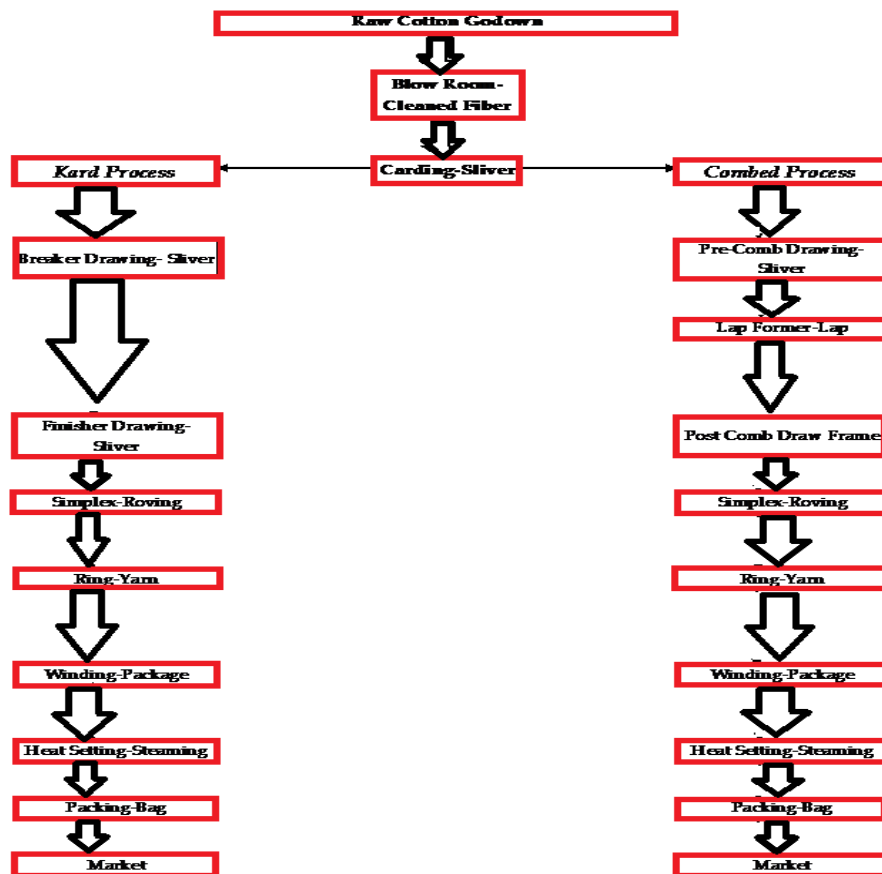 Raw Cotton Godown
Blow Room-
Cleaned Fiber
Carding-Sliver
Kard Process
Breaker Drawing- Sliver
Finisher Drawing-
Sliver
Simplex-Roving
Ring-Yarn
Winding-Package
Heat Setting-Steaming
Packing-Bag
Market
Combed Process
Pre-Comb Drawing-
Sliver
Lap Former-Lap
Post Comb Draw Frame
Simplex-Roving
Ring-Yarn
Winding-Package
Heat Setting-Steaming
Packing-Bag
Market